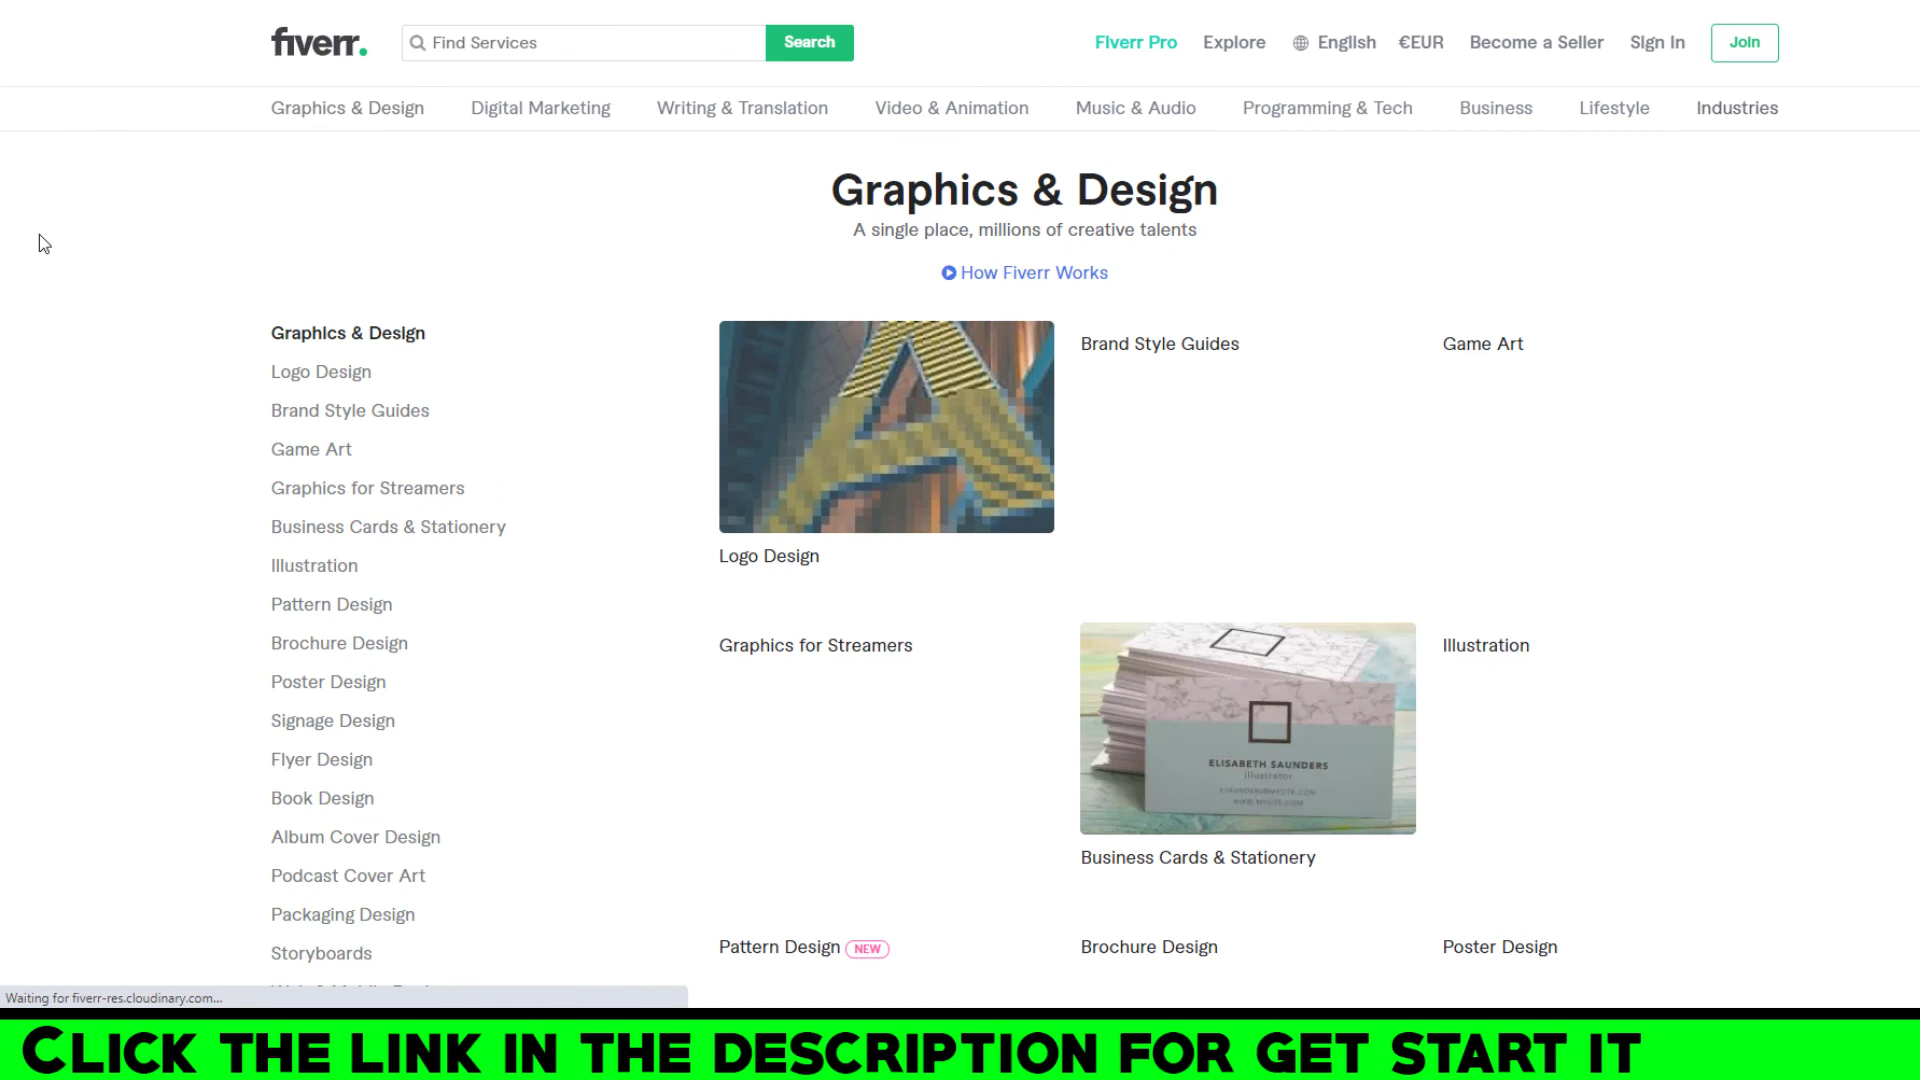 fiverr.
Find Services
Search
Fiverr Pro
Explore
English
€EUR
Become a Seller
Sign In
Join
Graphics & Design
Digital Marketing
Writing & Translation
Video & Animation
Music & Audio
Programming & Tech
Business
Lifestyle
Industries
Graphics & Design
A single place, millions of creative talents
How Fiverr Works
Graphics & Design
Logo Design
Brand Style Guides
Game Art
Graphics for Streamers
Business Cards & Stationery
Illustration
Pattern Design
Brochure Design
Poster Design
Signage Design
Flyer Design
Book Design
Album Cover Design
Podcast Cover Art
Packaging Design
Storyboards
Logo Design
Brand Style Guides
Game Art
Graphics for Streamers
ELISABETH SAUNDERS
illustrator
WWW.MYSITE.COM
Business Cards & Stationery
Illustration
Pattern Design NEW
Brochure Design
Poster Design
Waiting for fiverr-res.cloudinary.com...
CLICK THE LINK IN THE DESCRIPTION FOR GET START IT